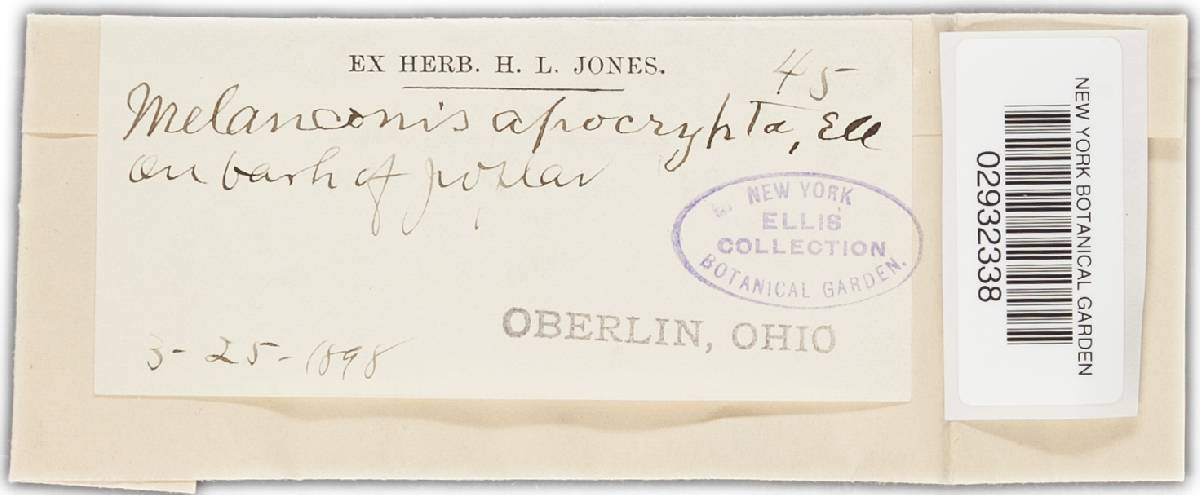 EX HERB. H. L. JONES.
45
Melanconis apocrypta, Ell
on bark of poplar
NEW YORK
ELLIS
COLLECTION
BOTANICAL GARDEN.
OBERLIN, OHIO
3-25-1898
NEW YORK BOTANICAL GARDEN
02932338